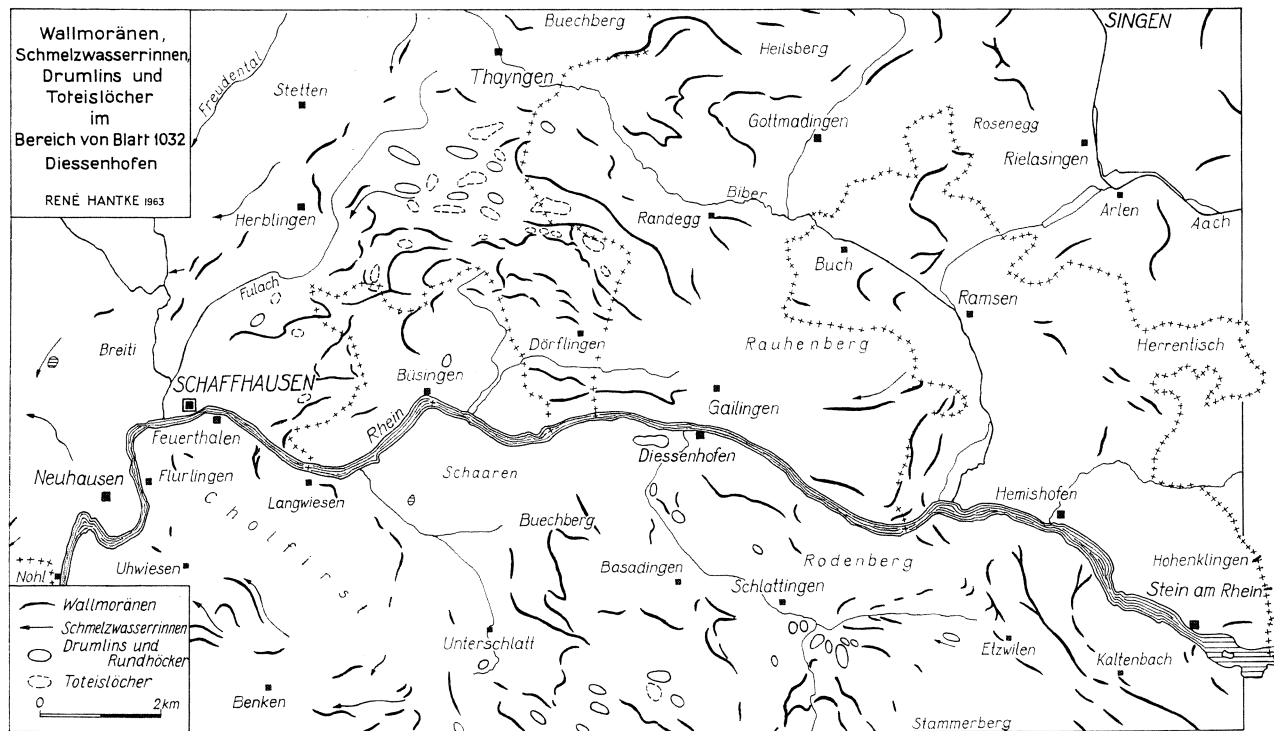 Wallmoränen,
Schmelzwasserrinnen,
Drumlins und
Toteislöcher
im
Bereich von Blatt 1032
Diessenhofen
RENÉ HANTKE 1963
Freudental
Stetten
Thayngen
Buechberg
Heilsberg
SINGEN
Gottmadingen
Rosenegg
Rielasingen
Herblingen
Biber
Randegg
Arlen
Aach
Buch
Fulach
Ramsen
Breiti
Dörflingen
Rauhenberg
Herrentisch
SCHAFFHAUSEN
Büsingen
Gailingen
Rhein
Feuerthalen
Diessenhofen
Neuhausen
Flurlingen
Langwiesen
Schaaren
Cholfirst
Hemishofen
Buechberg
Nohl
Uhwiesen
Basadingen
Rodenberg
Hohenklingen
Schlattingen
Stein am Rhein
Unterschlatt
Etzwilen
Kaltenbach
Benken
Stammerberg
Wallmoränen
Schmelzwasserrinnen
Drumlins und
Rundhöcker
Toteislöcher
0 2 km